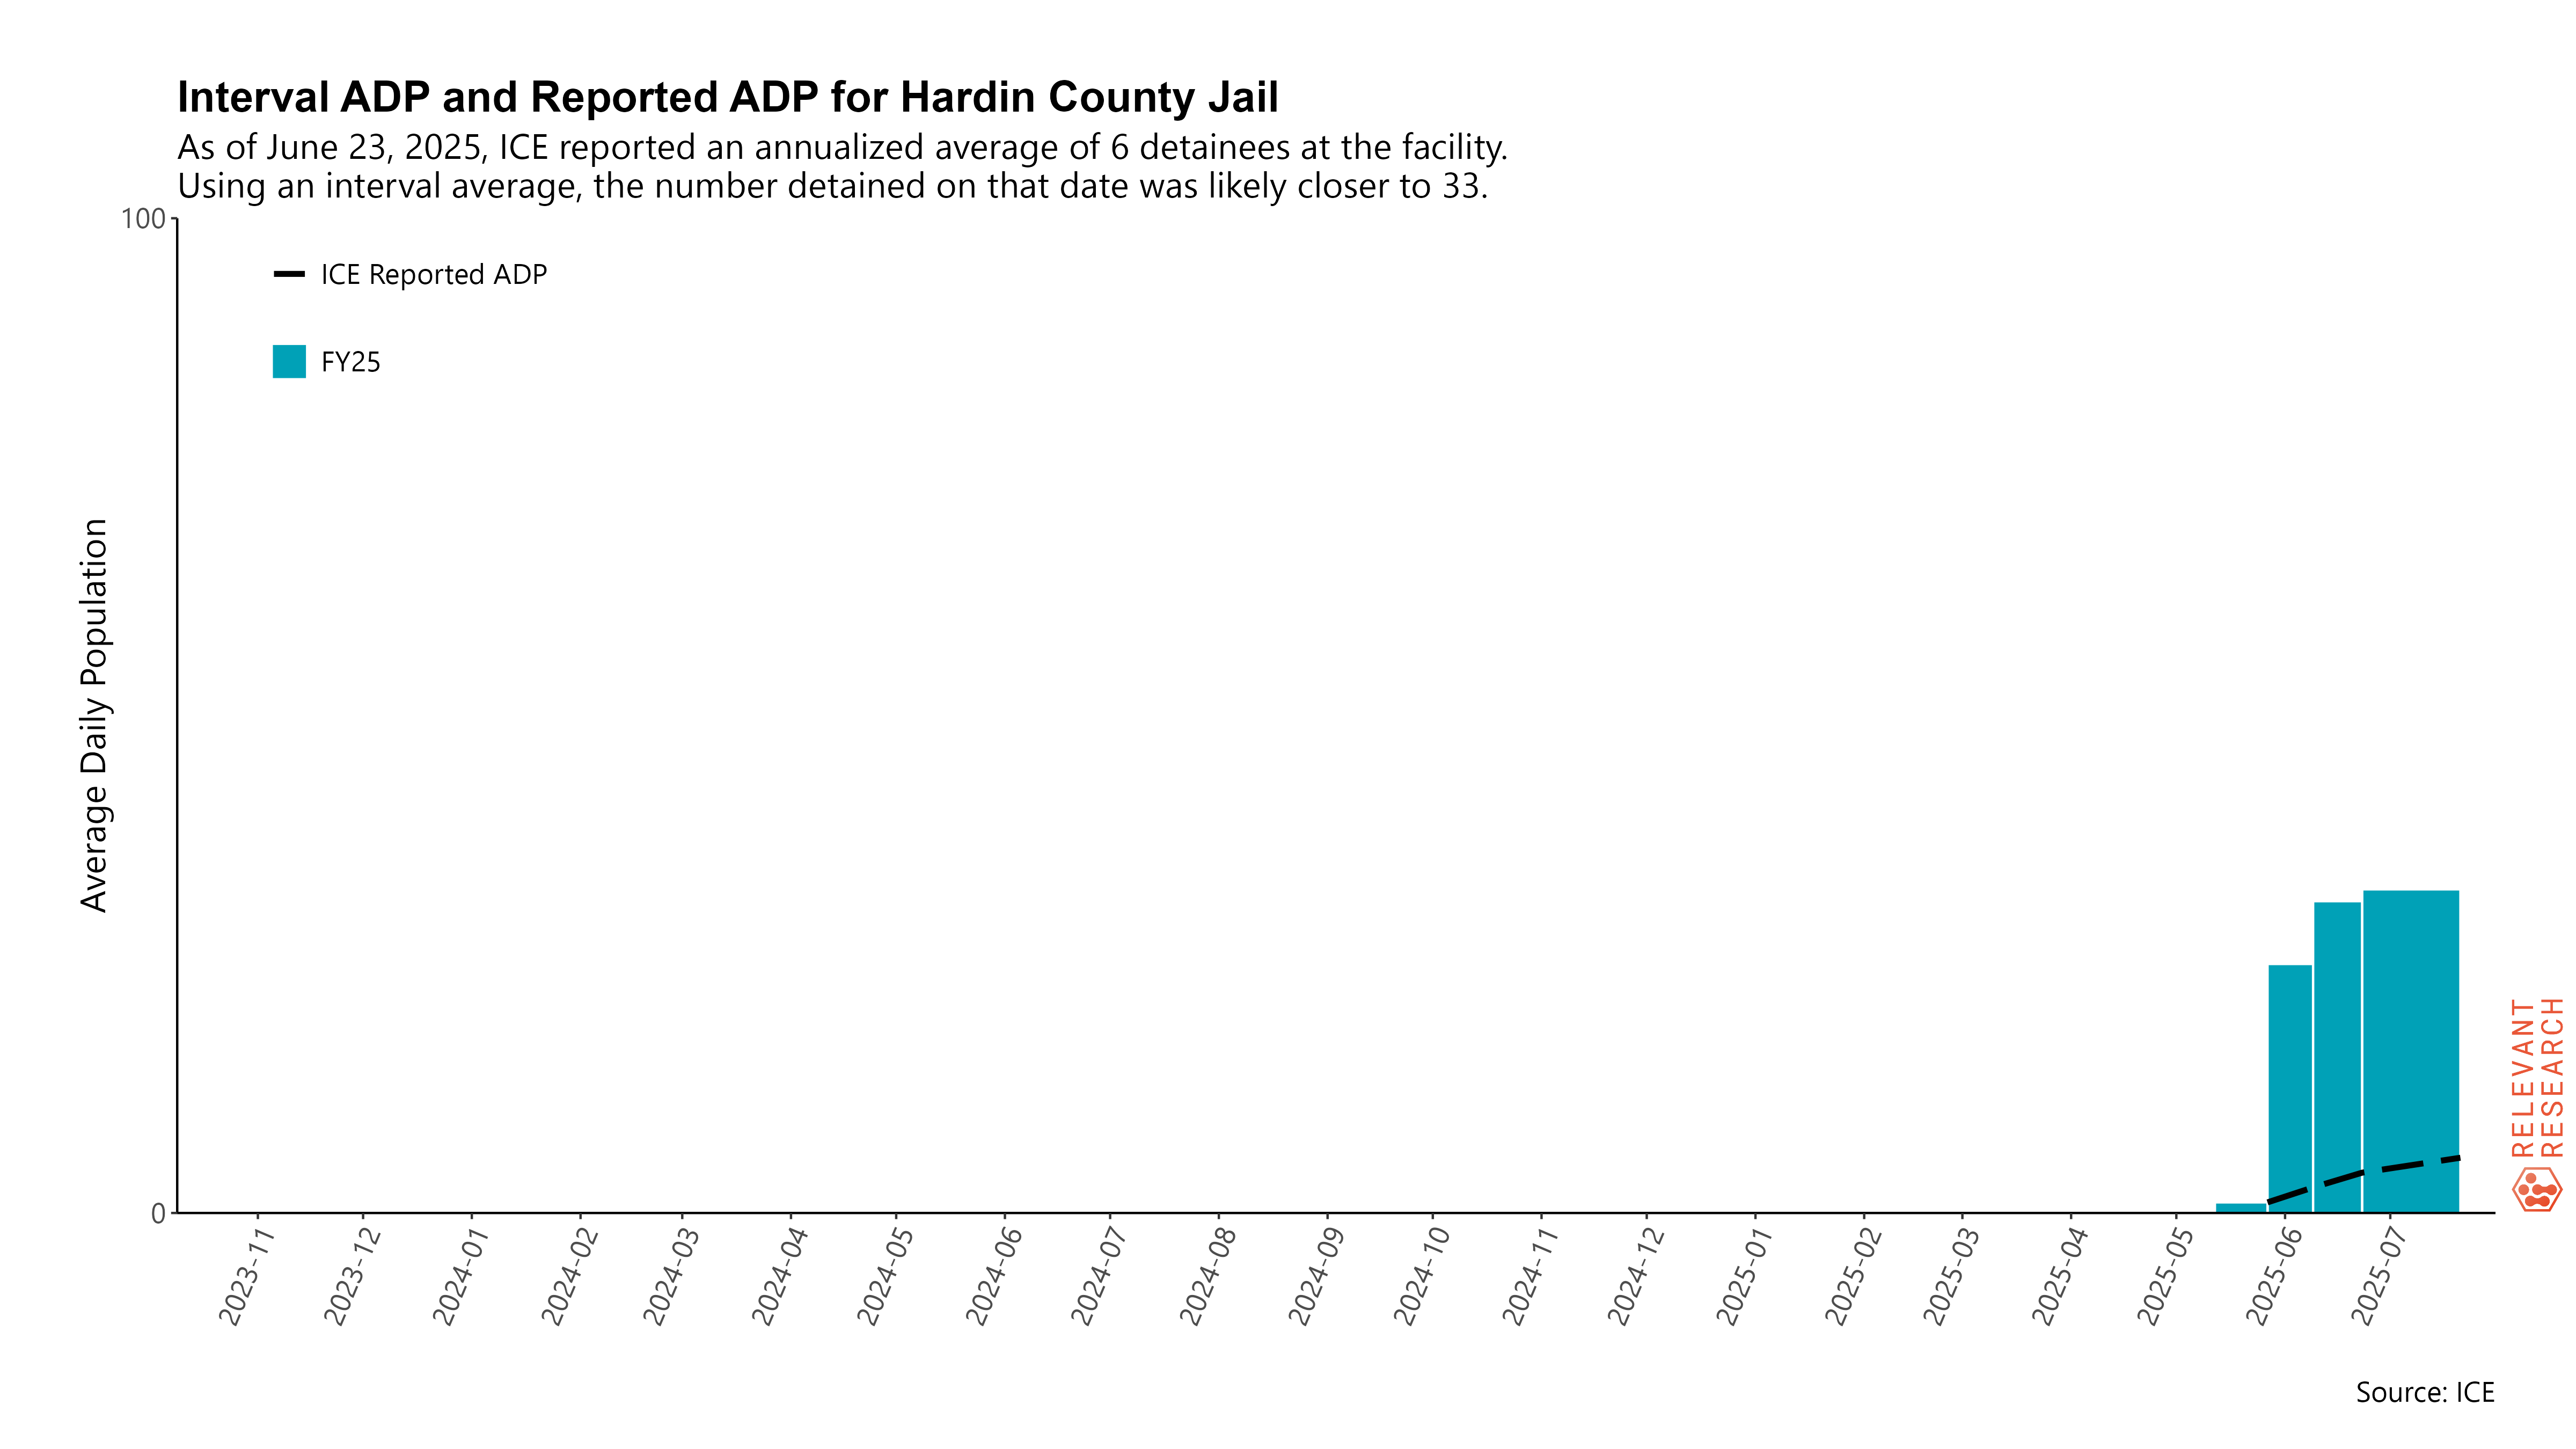 Interval ADP and Reported ADP for Hardin County Jail
As of June 23, 2025, ICE reported an annualized average of 6 detainees at the facility.
Using an interval average, the number detained on that date was likely closer to 33.
100
ICE Reported ADP
FY25
Average Daily Population
0
2023-11
2023-12
2024-01
2024-02
2024-03
2024-04
2024-05
2024-06
2024-07
2024-08
2024-09
2024-10
2024-11
2024-12
2025-01
2025-02
2025-03
2025-04
2025-05
2025-06
2025-07
RELEVANT
RESEARCH
Source: ICE